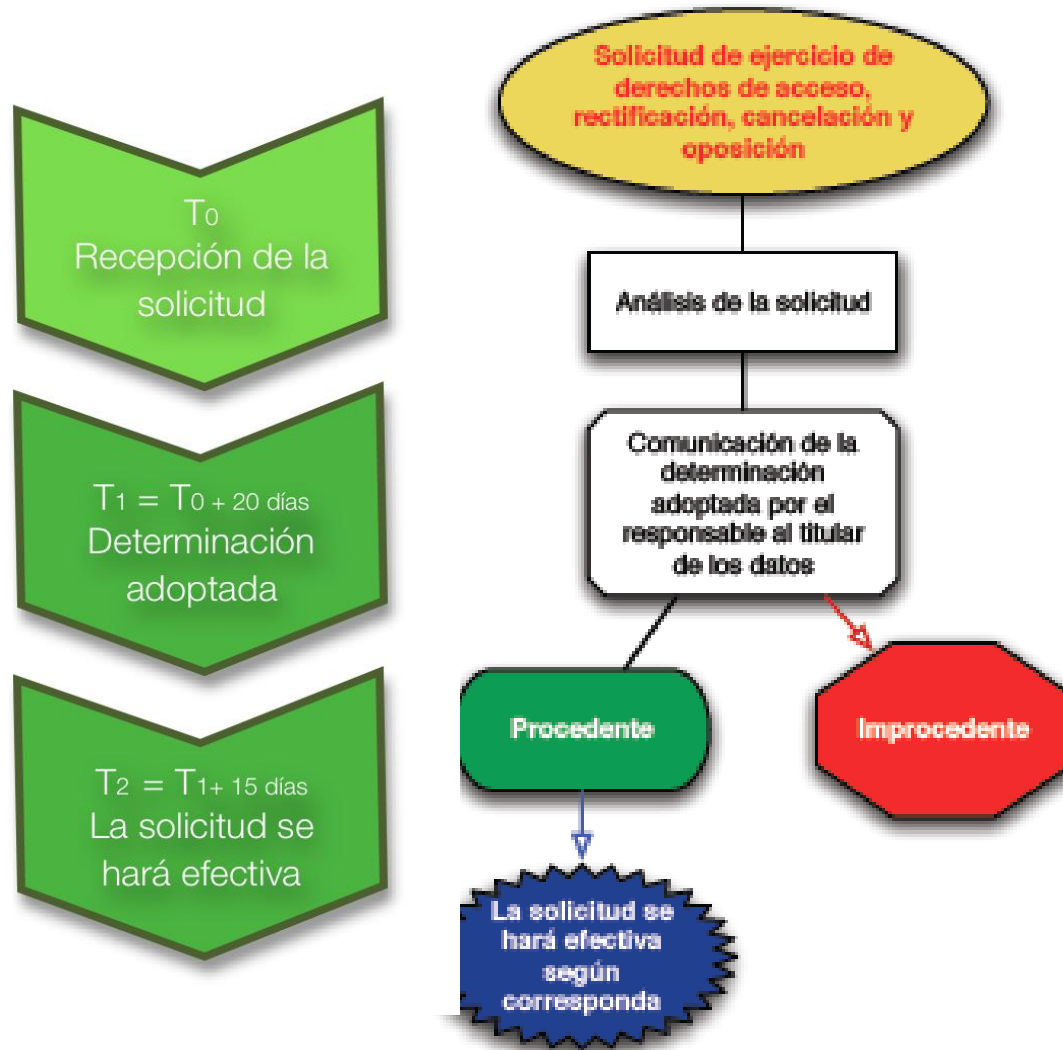 T0
Recepción de la
solicitud
T1 = T0 + 20 días
Determinación
adoptada
T2 = T1+ 15 días
La solicitud se
hará efectiva
Solicitud de ejercicio de
derechos de acceso,
rectificación, cancelación y
oposición
Análisis de la solicitud
Comunicación de la
determinación
adoptada por el
responsable al titular
de los datos
Procedente
Improcedente
La solicitud se
hará efectiva
según
corresponda